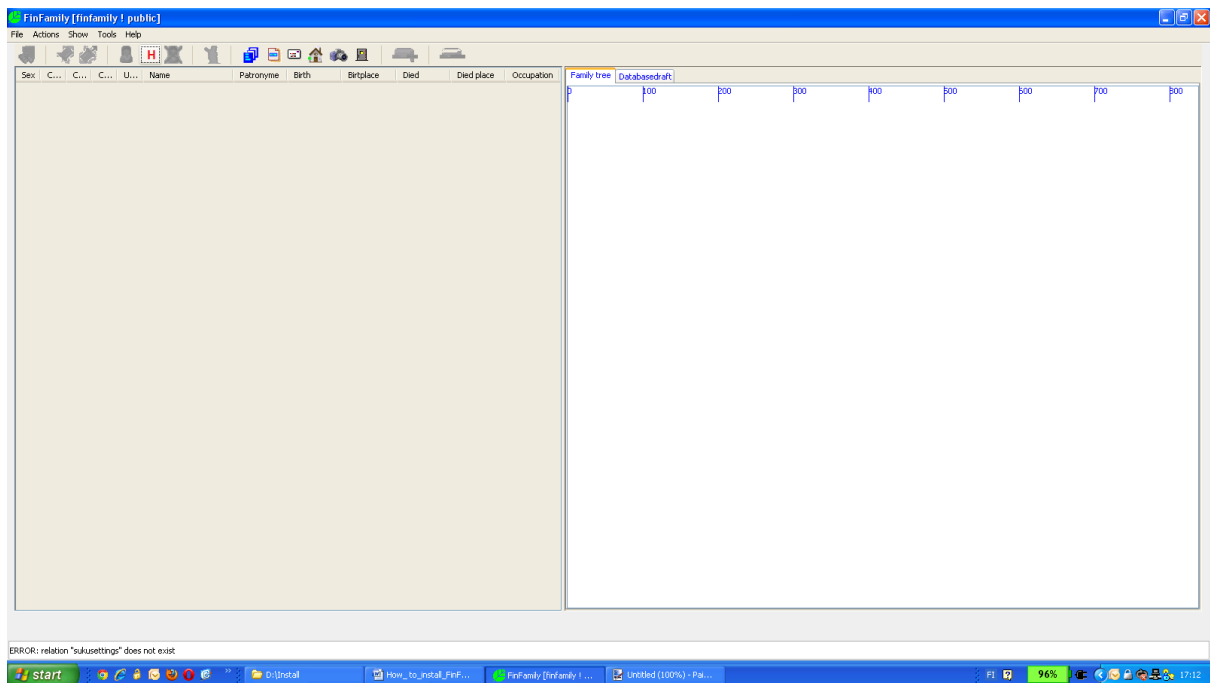 FinFamily [finfamily ! public]
File Actions Show Tools Help
H
Sex C... C... C... U... Name Patronyme Birth Birtplace Died Died place Occupation
Family tree Databasedraft
0 100 200 300 400 500 600 700 800
ERROR: relation "sukusettings" does not exist
start D:\Install How_to_install_FinF... FinFamily [finfamily ! ... Untitled (100%) - Pai... FI 96% 17:12